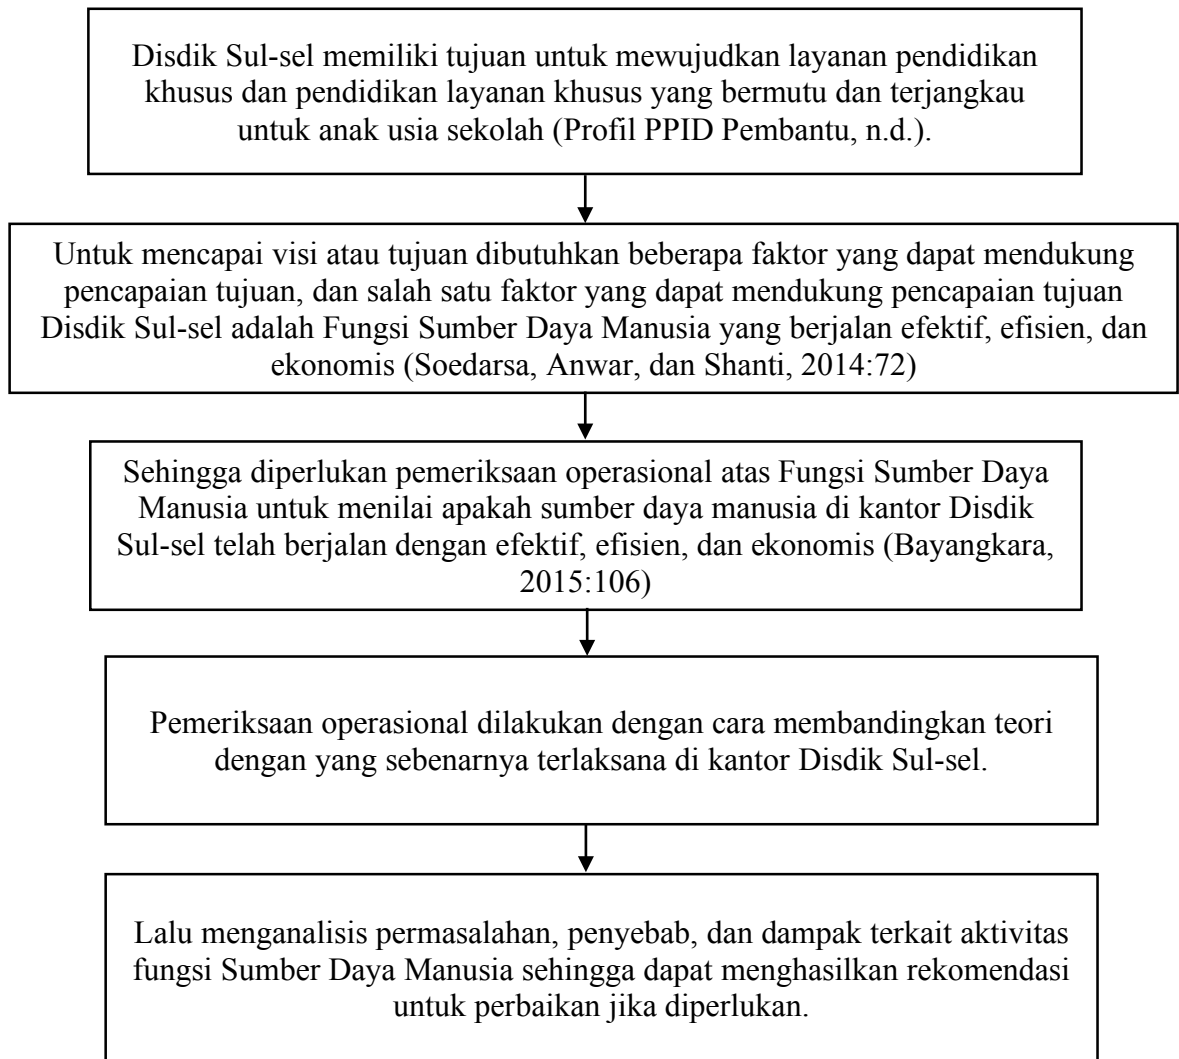 Disdik Sul-sel memiliki tujuan untuk mewujudkan layanan pendidikan
khusus dan pendidikan layanan khusus yang bermutu dan terjangkau
untuk anak usia sekolah (Profil PPID Pembantu, n.d.).
Untuk mencapai visi atau tujuan dibutuhkan beberapa faktor yang dapat mendukung
pencapaian tujuan, dan salah satu faktor yang dapat mendukung pencapaian tujuan
Disdik Sul-sel adalah Fungsi Sumber Daya Manusia yang berjalan efektif, efisien, dan
ekonomis (Soedarsa, Anwar, dan Shanti, 2014:72)
Sehingga diperlukan pemeriksaan operasional atas Fungsi Sumber Daya
Manusia untuk menilai apakah sumber daya manusia di kantor Disdik
Sul-sel telah berjalan dengan efektif, efisien, dan ekonomis (Bayangkara,
2015:106)
Pemeriksaan operasional dilakukan dengan cara membandingkan teori
dengan yang sebenarnya terlaksana di kantor Disdik Sul-sel.
Lalu menganalisis permasalahan, penyebab, dan dampak terkait aktivitas
fungsi Sumber Daya Manusia sehingga dapat menghasilkan rekomendasi
untuk perbaikan jika diperlukan.